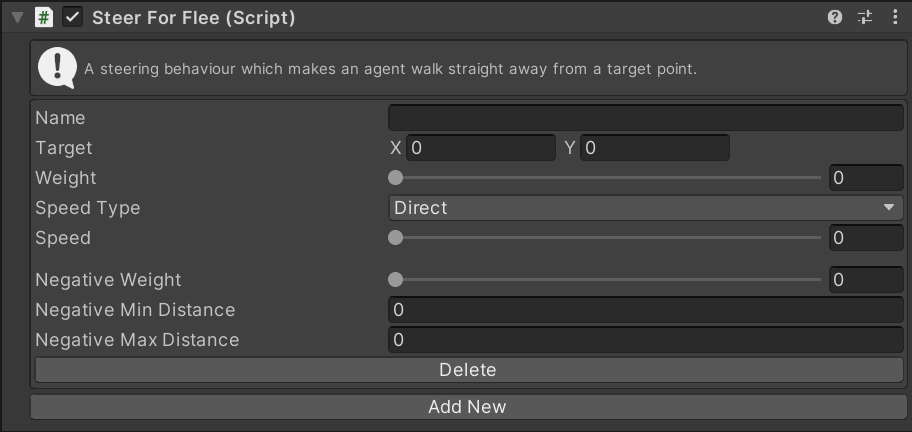 Steer For Flee (Script)
A steering behaviour which makes an agent walk straight away from a target point.
Name
Target X 0 Y 0
Weight 0
Speed Type Direct
Speed 0
Negative Weight 0
Negative Min Distance 0
Negative Max Distance 0
Delete
Add New